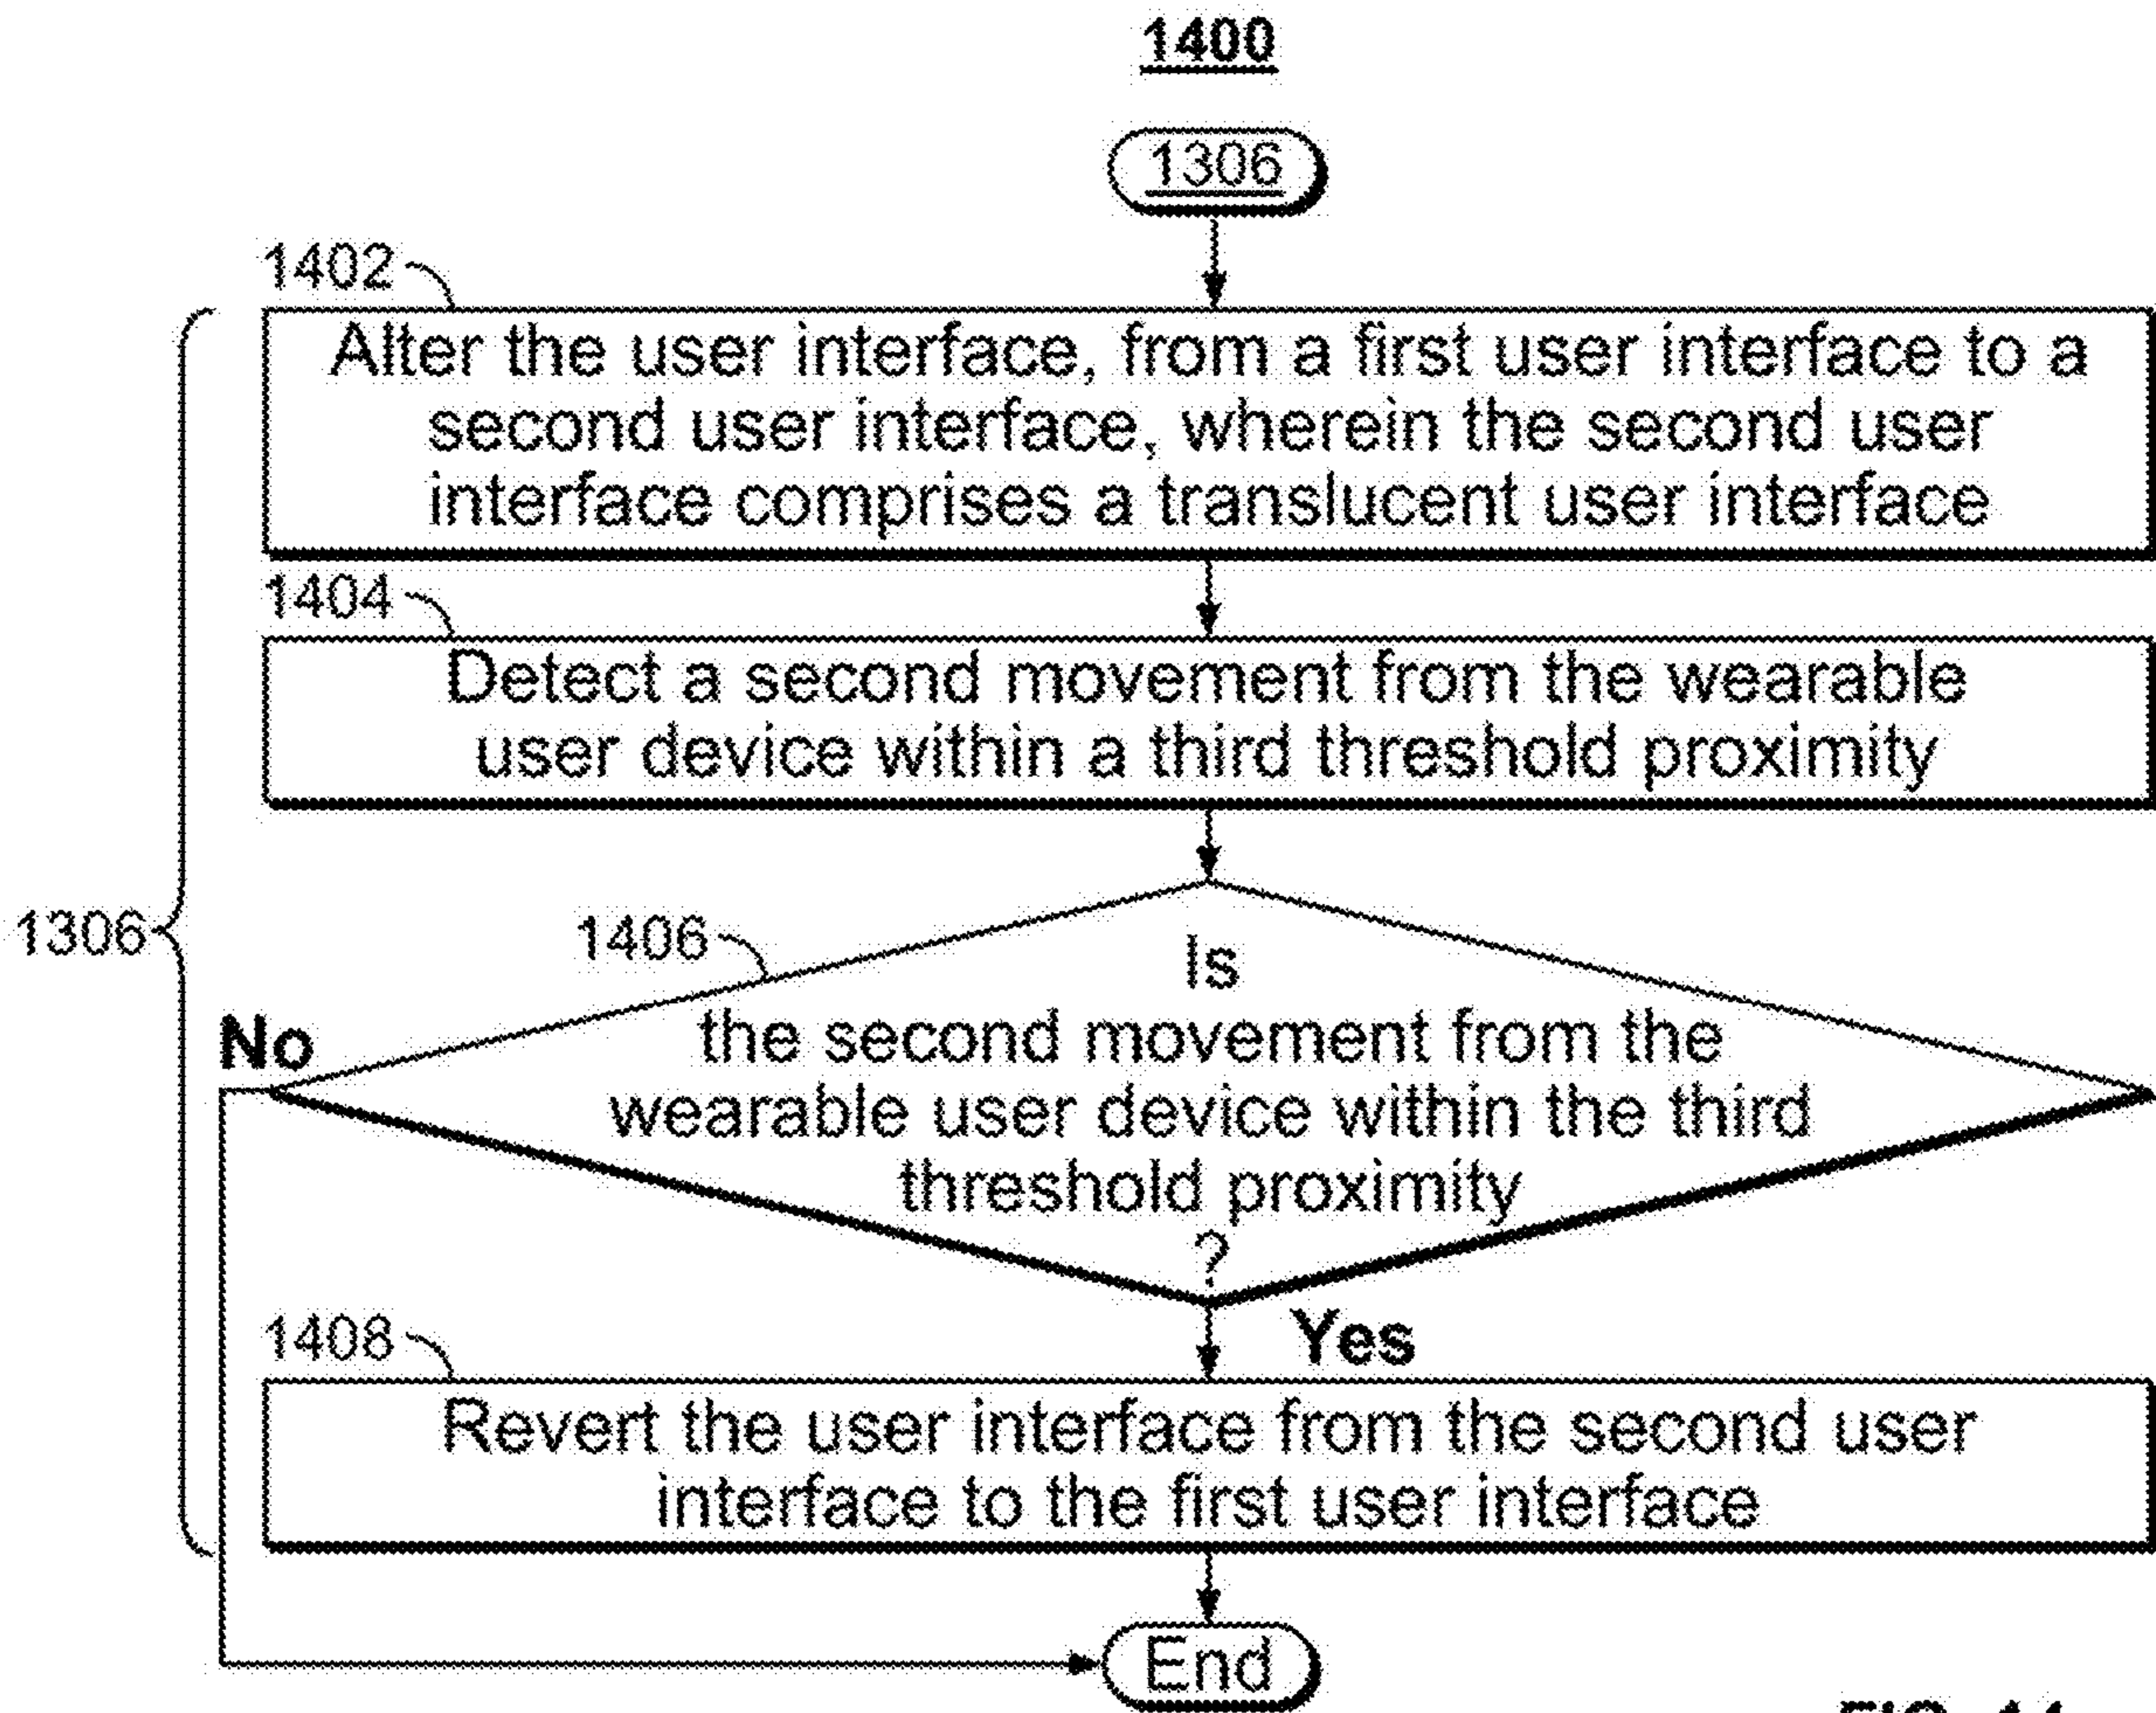 1400
1306
1402
Alter the user interface, from a first user interface to a
second user interface, wherein the second user
interface comprises a translucent user interface
1404
Detect a second movement from the wearable
user device within a third threshold proximity
1306
1406
Is
the second movement from the
wearable user device within the third
threshold proximity
?
No
Yes
1408
Revert the user interface from the second user
interface to the first user interface
End